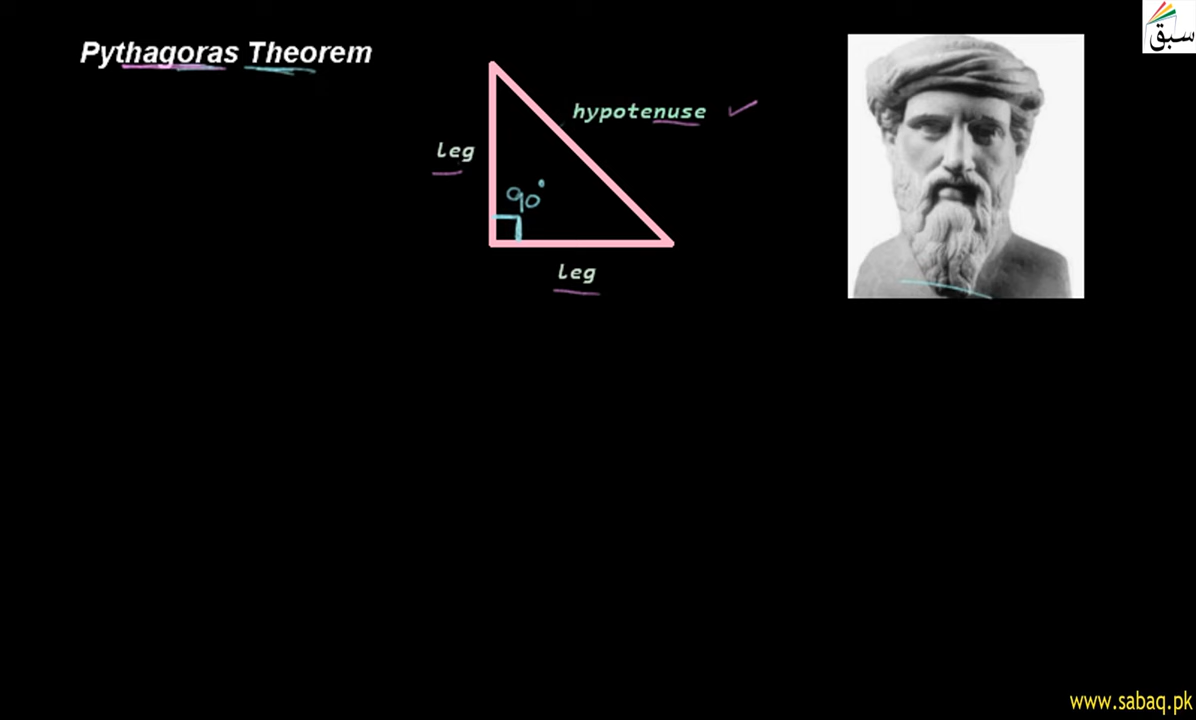 سبق
Pythagoras Theorem
hypotenuse
leg
90°
leg
www.sabaq.pk